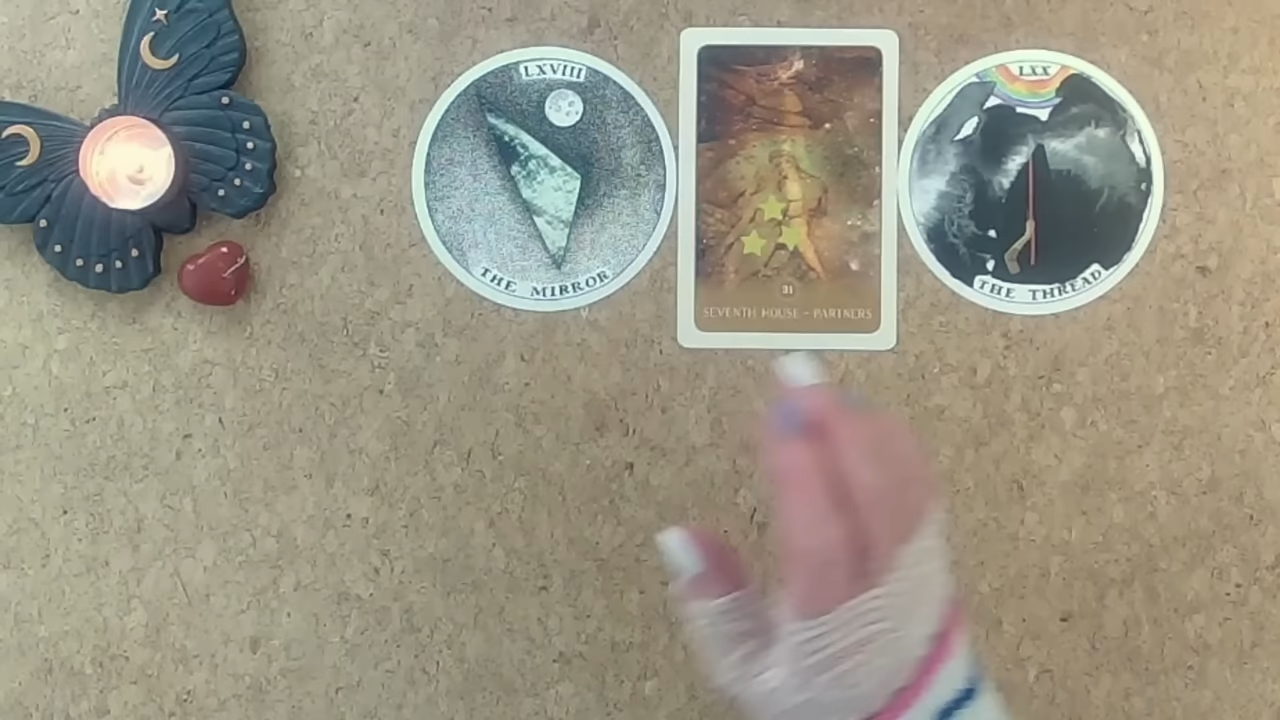 LXVIII
THE MIRROR
31
SEVENTH HOUSE - PARTNERS
LXX
THE THREAD